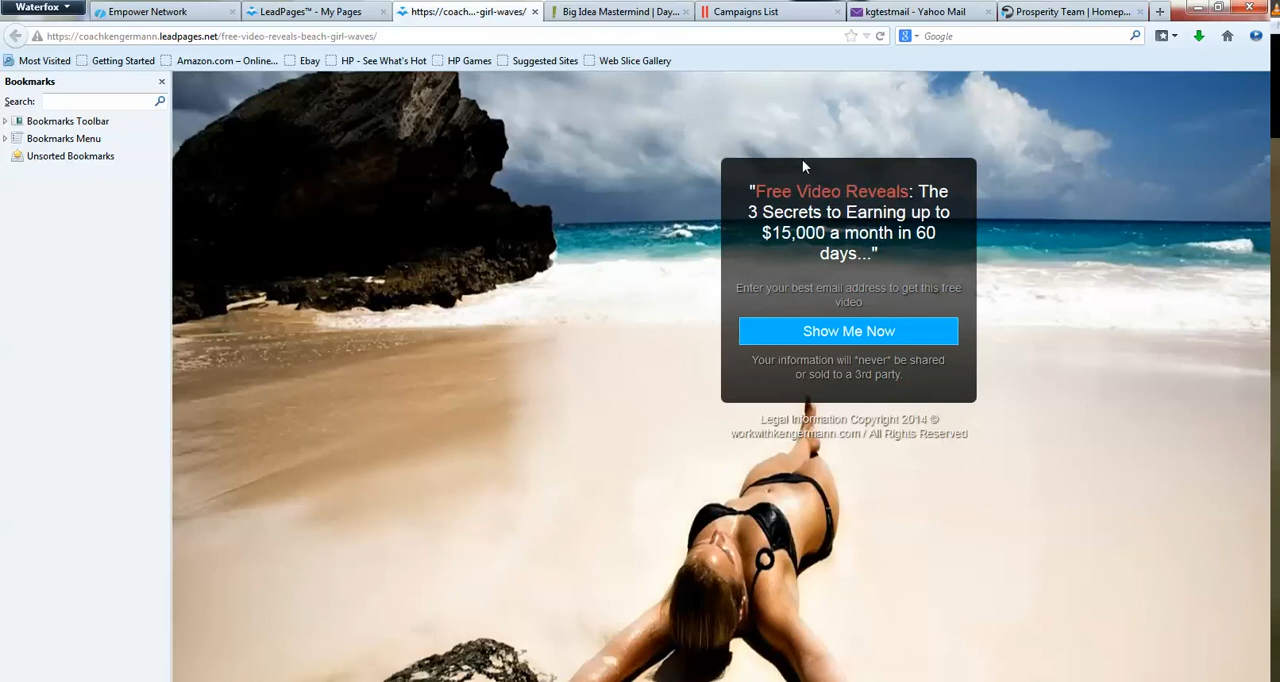 Waterfox
Empower Network
LeadPages™ - My Pages
https://coach...-girl-waves/
Big Idea Mastermind | Day...
Campaigns List
kgtestmail - Yahoo Mail
Prosperity Team | Homep...
https://coachkengermann.leadpages.net/free-video-reveals-beach-girl-waves/
Google
Most Visited
Getting Started
Amazon.com – Online...
Ebay
HP - See What's Hot
HP Games
Suggested Sites
Web Slice Gallery
Bookmarks
Search:
Bookmarks Toolbar
Bookmarks Menu
Unsorted Bookmarks
"Free Video Reveals: The
3 Secrets to Earning up to
$15,000 a month in 60
days..."
Enter your best email address to get this free
video
Show Me Now
Your information will "never" be shared
or sold to a 3rd party.
Legal Information Copyright 2014 ©
workwithkengermann.com / All Rights Reserved